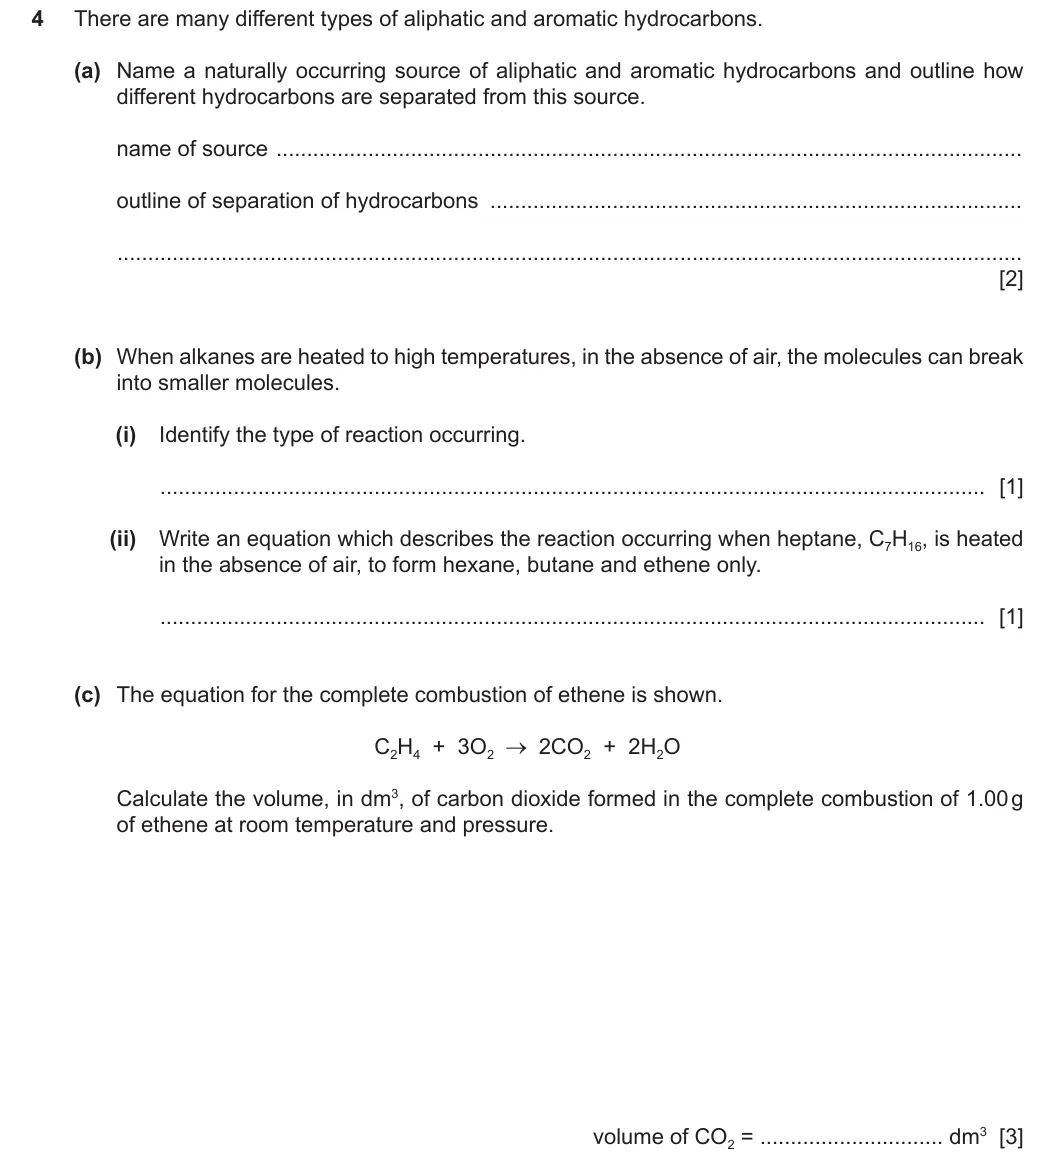 4 There are many different types of aliphatic and aromatic hydrocarbons.
(a) Name a naturally occurring source of aliphatic and aromatic hydrocarbons and outline how
different hydrocarbons are separated from this source.
name of source ..........................................................................................................................
outline of separation of hydrocarbons .......................................................................................
....................................................................................................................................................
[2]
(b) When alkanes are heated to high temperatures, in the absence of air, the molecules can break
into smaller molecules.
(i) Identify the type of reaction occurring.
....................................................................................................................................... [1]
(ii) Write an equation which describes the reaction occurring when heptane, C₇H₁₆, is heated
in the absence of air, to form hexane, butane and ethene only.
....................................................................................................................................... [1]
(c) The equation for the complete combustion of ethene is shown.
C₂H₄ + 3O₂ → 2CO₂ + 2H₂O
Calculate the volume, in dm³, of carbon dioxide formed in the complete combustion of 1.00 g
of ethene at room temperature and pressure.
volume of CO₂ = .............................. dm³ [3]